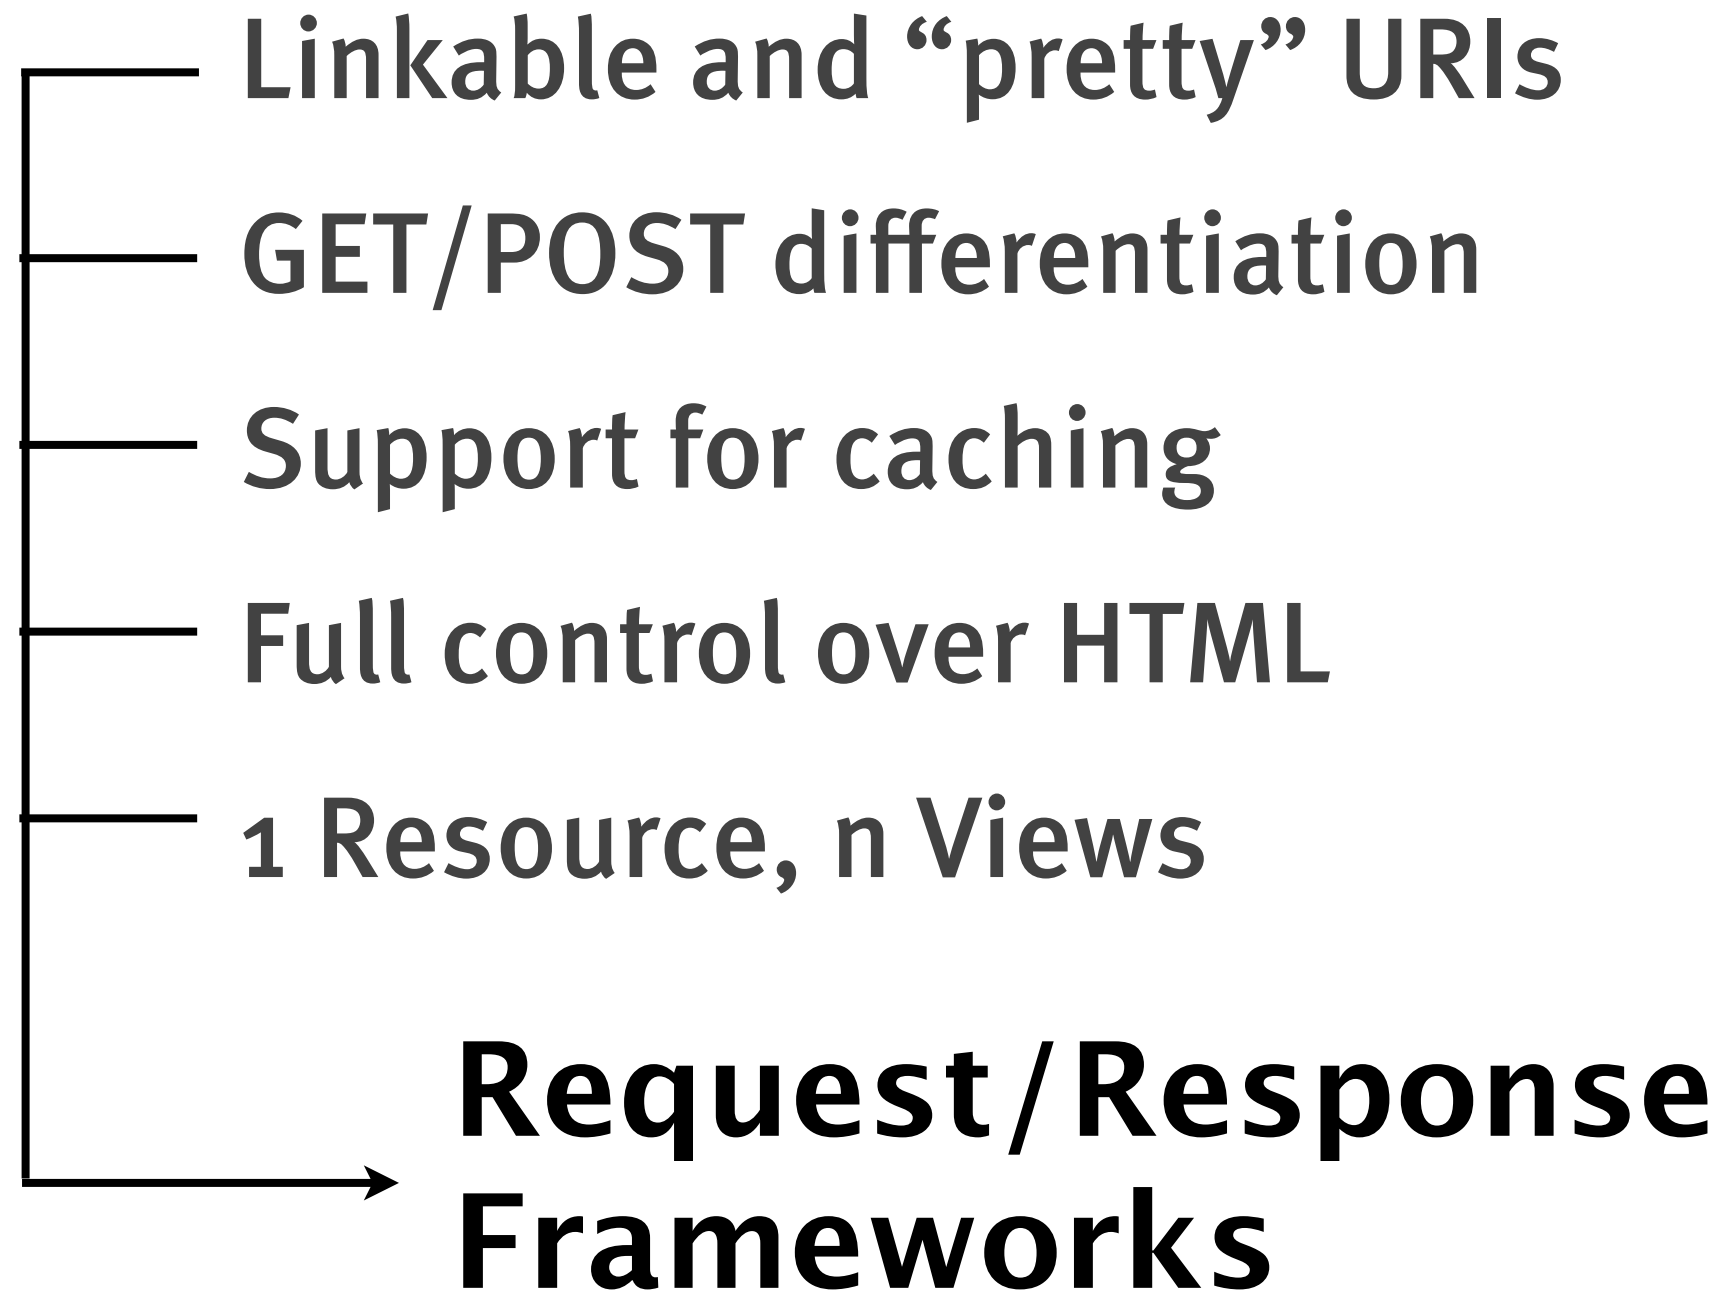 Linkable and “pretty” URIs
GET/POST differentiation
Support for caching
Full control over HTML
1 Resource, n Views
Request/Response
Frameworks